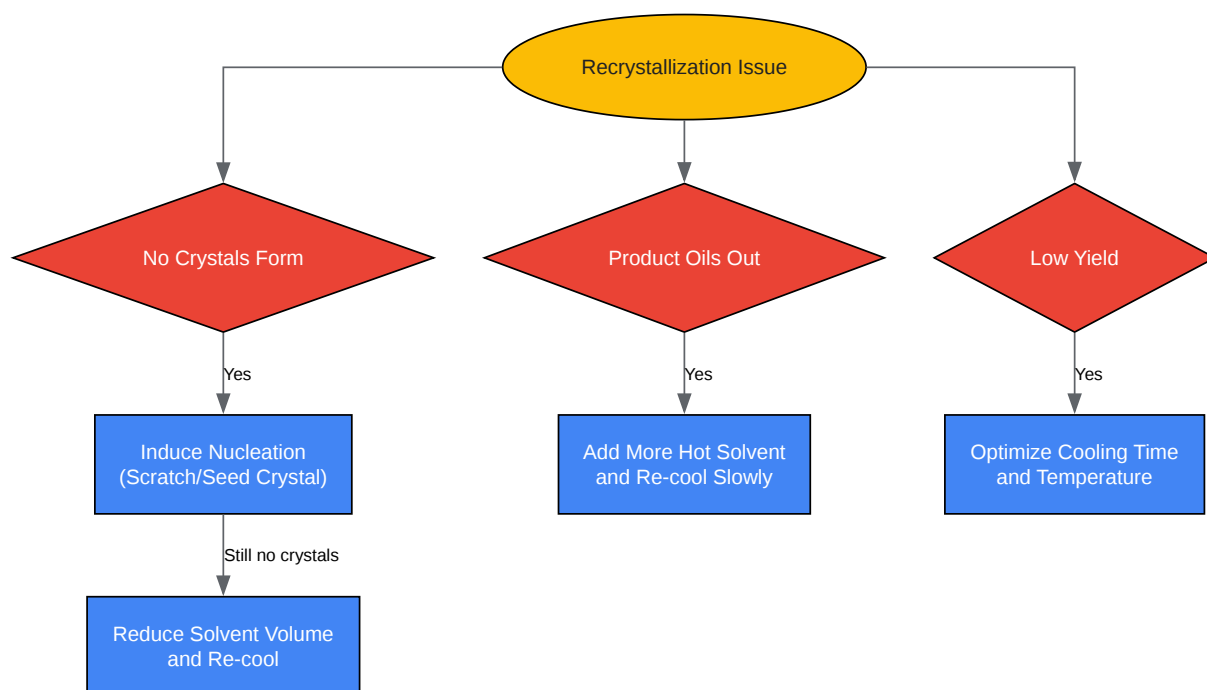 Recrystallization Issue
No Crystals Form
Product Oils Out
Low Yield
Yes
Yes
Yes
Induce Nucleation
(Scratch/Seed Crystal)
Add More Hot Solvent
and Re-cool Slowly
Optimize Cooling Time
and Temperature
Still no crystals
Reduce Solvent Volume
and Re-cool